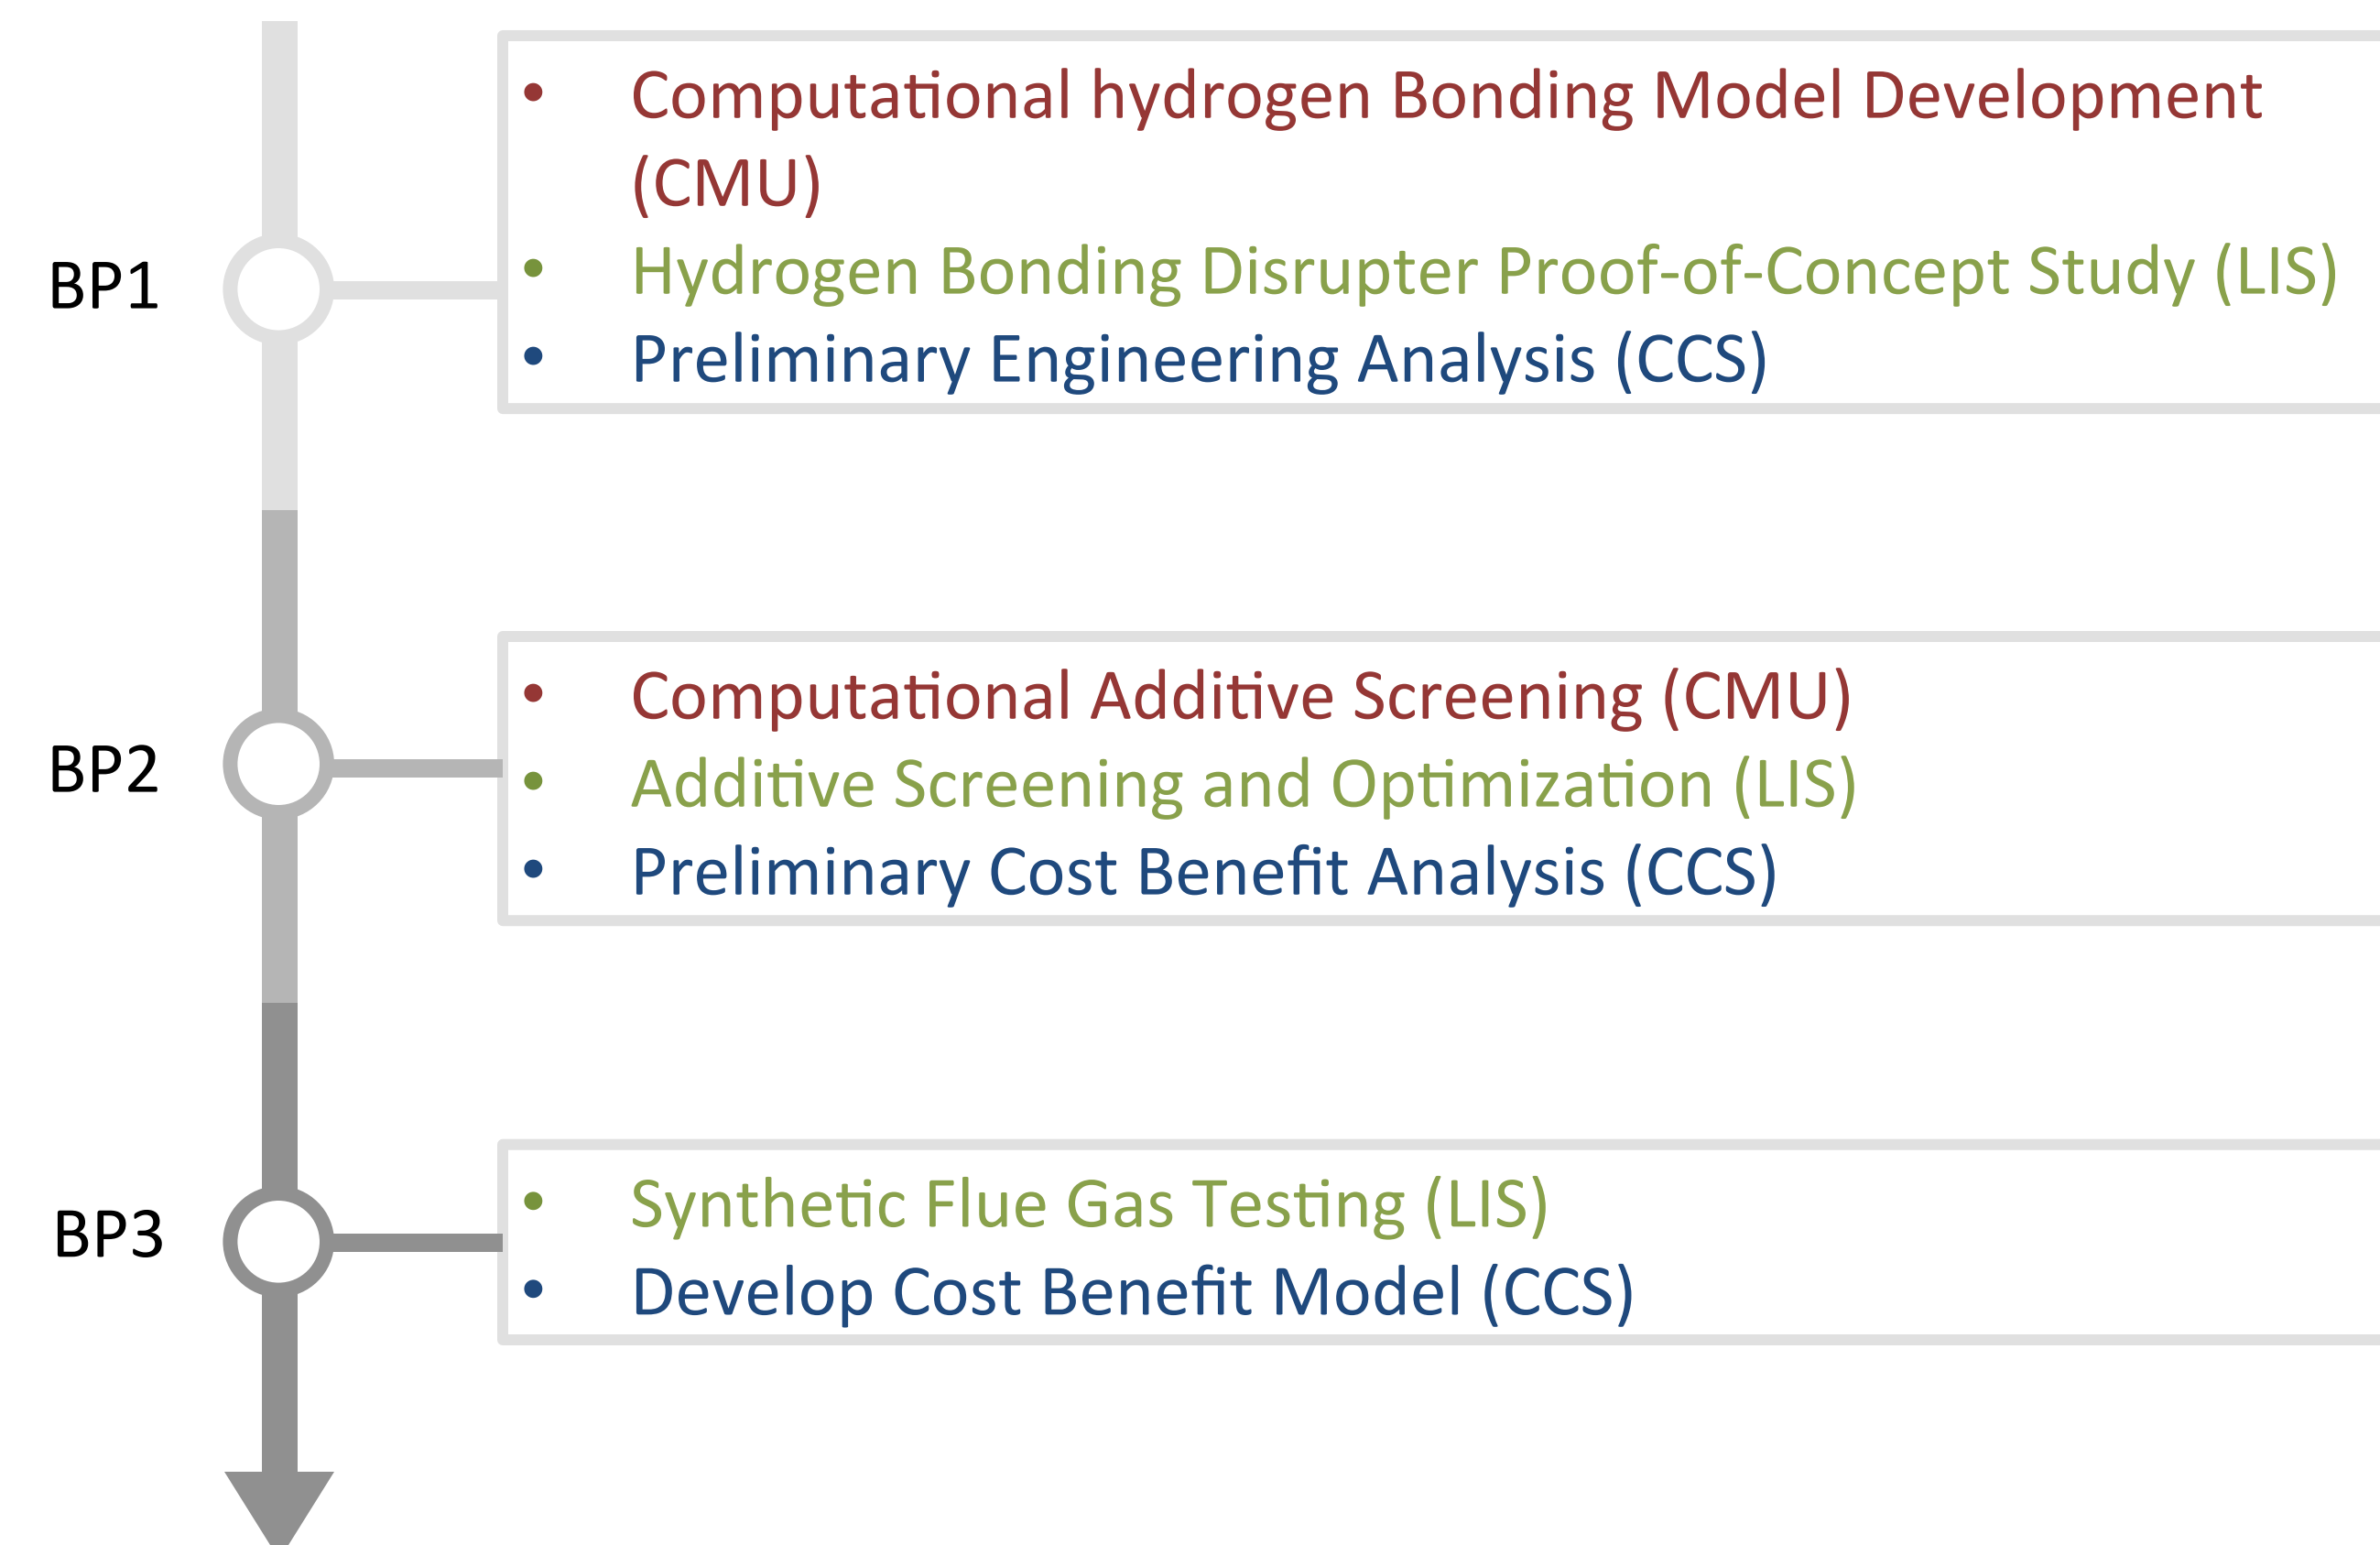 • Computational hydrogen Bonding Model Development
(CMU)
BP1
• Hydrogen Bonding Disrupter Proof-of-Concept Study (LIS)
• Preliminary Engineering Analysis (CCS)
• Computational Additive Screening (CMU)
BP2
• Additive Screening and Optimization (LIS)
• Preliminary Cost Benefit Analysis (CCS)
• Synthetic Flue Gas Testing (LIS)
BP3
• Develop Cost Benefit Model (CCS)